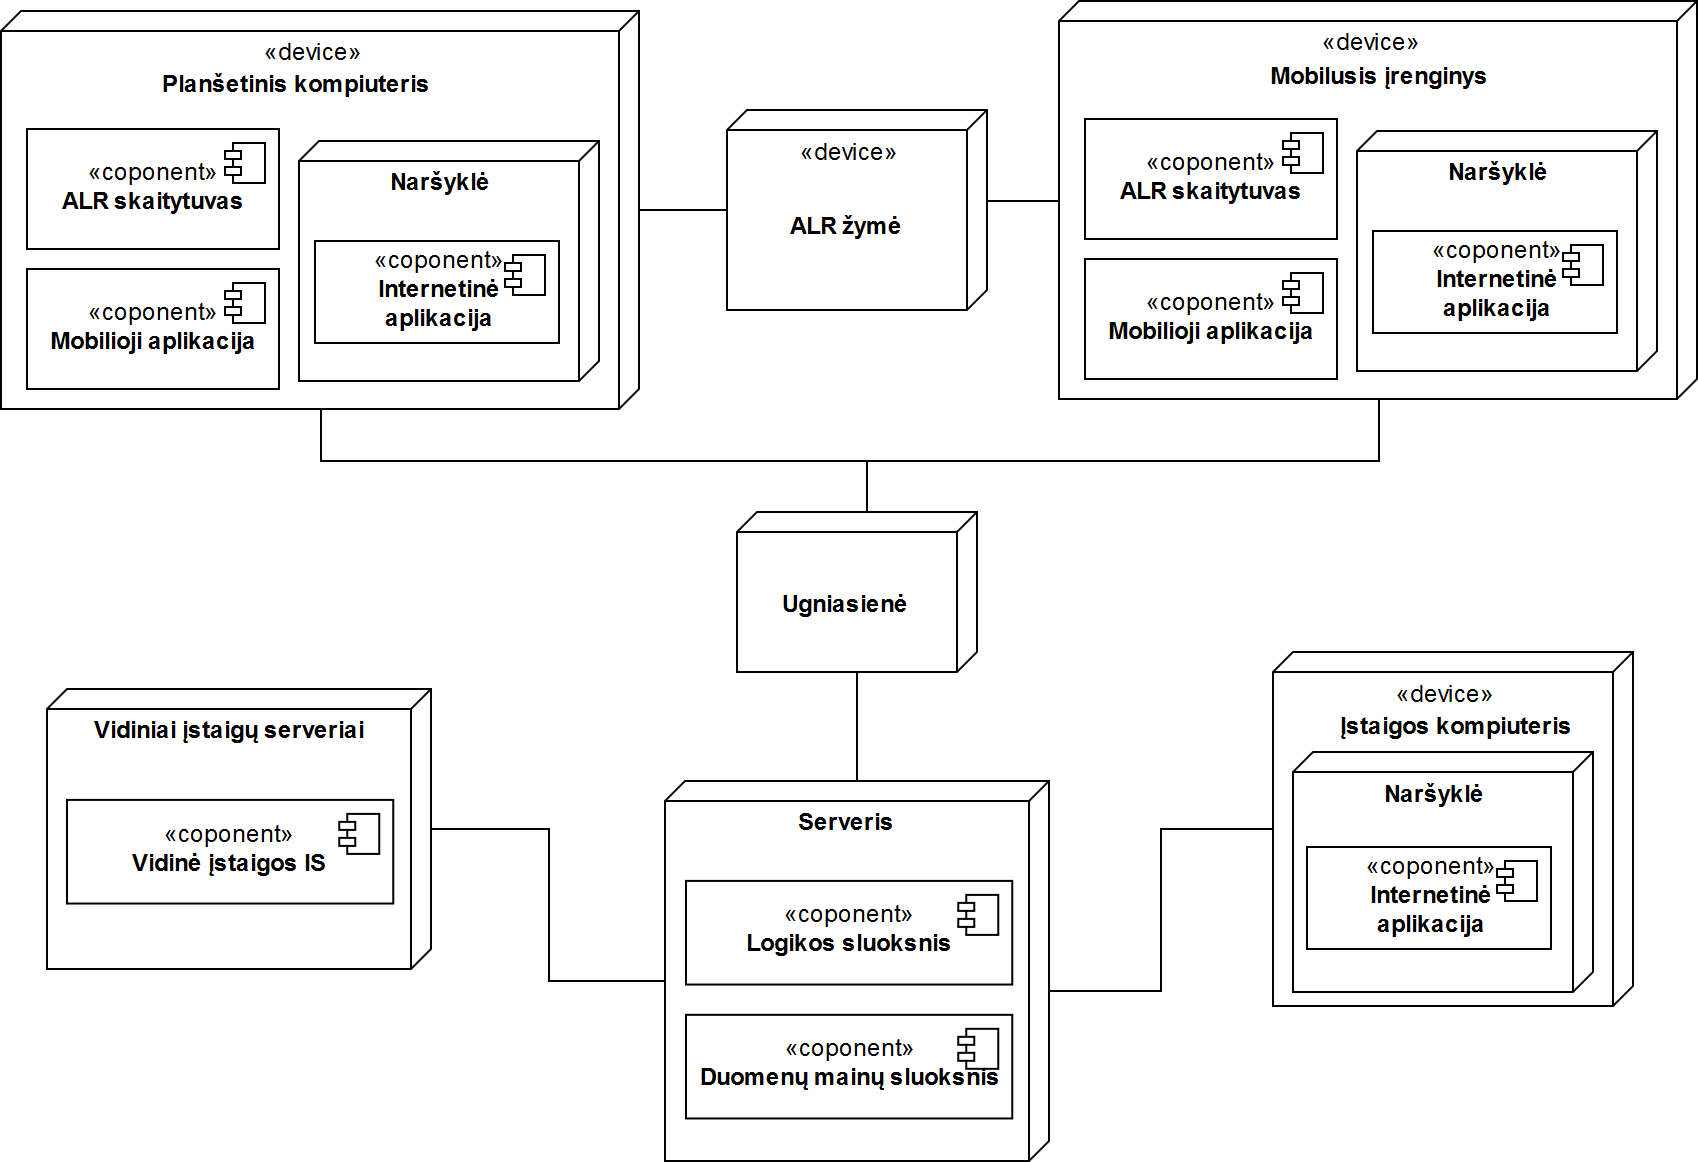 «device»
Planšetinis kompiuteris
«coponent»
ALR skaitytuvas
«coponent»
Mobilioji aplikacija
Naršyklė
«coponent»
Internetinė
aplikacija
«device»
ALR žymė
«device»
Mobilusis įrenginys
«coponent»
ALR skaitytuvas
«coponent»
Mobilioji aplikacija
Naršyklė
«coponent»
Internetinė
aplikacija
Ugniasienė
Vidiniai įstaigų serveriai
«coponent»
Vidinė įstaigos IS
Serveris
«coponent»
Logikos sluoksnis
«coponent»
Duomenų mainų sluoksnis
«device»
Įstaigos kompiuteris
Naršyklė
«coponent»
Internetinė
aplikacija